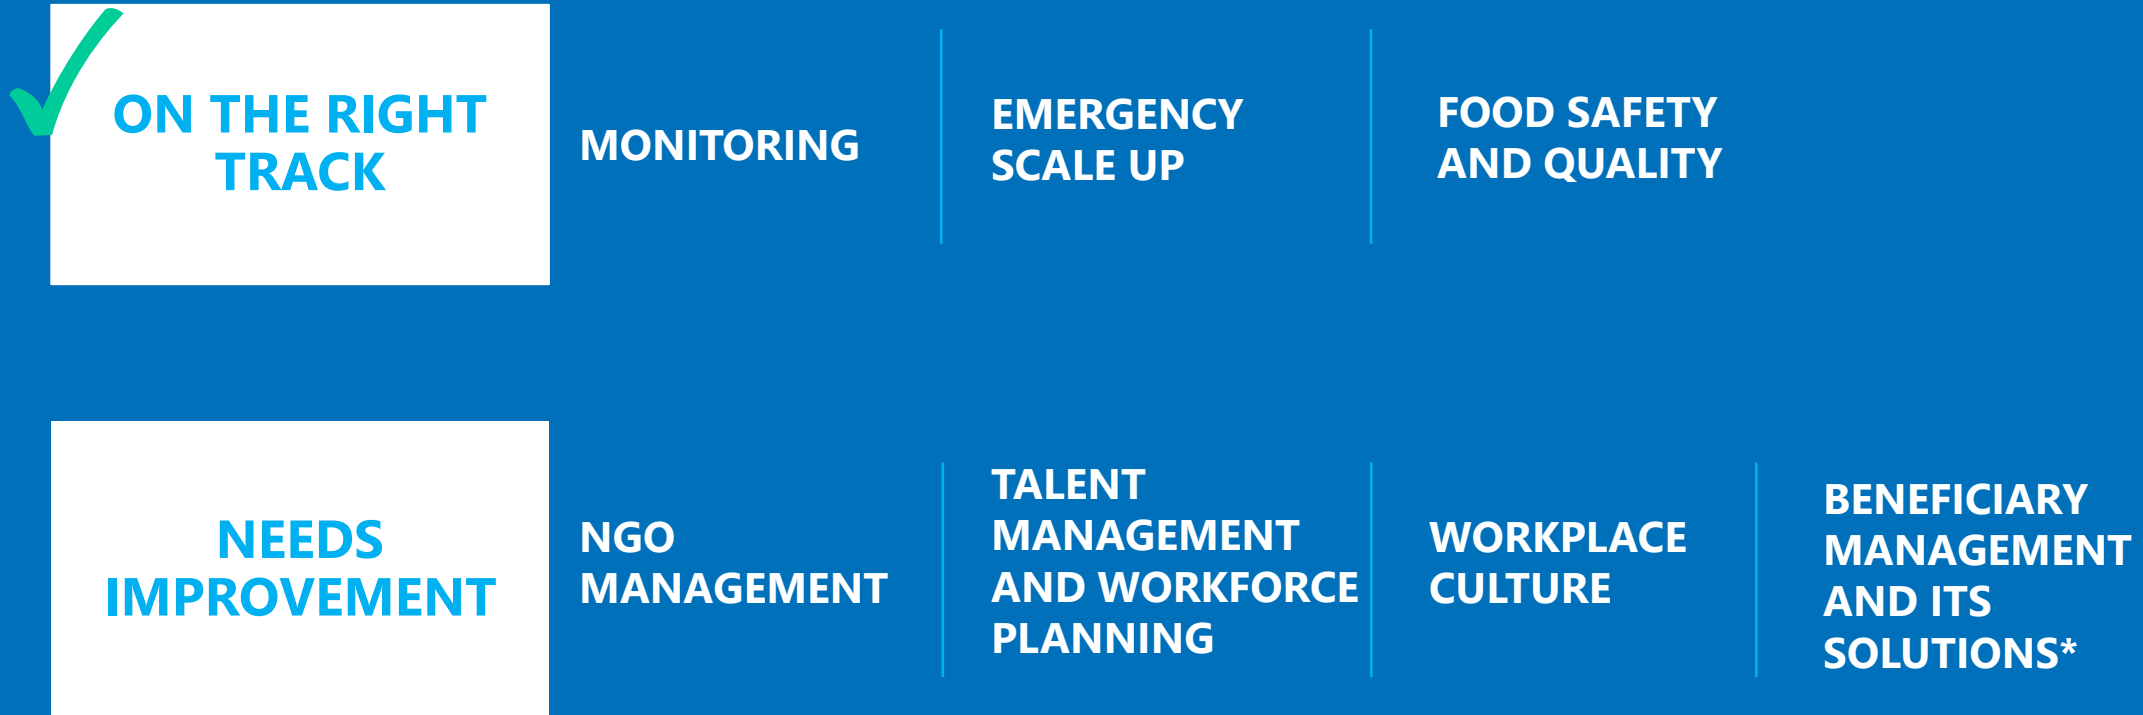 ON THE RIGHT
TRACK
MONITORING
EMERGENCY
SCALE UP
FOOD SAFETY
AND QUALITY
NEEDS
IMPROVEMENT
NGO
MANAGEMENT
TALENT
MANAGEMENT
AND WORKFORCE
PLANNING
WORKPLACE
CULTURE
BENEFICIARY
MANAGEMENT
AND ITS
SOLUTIONS*